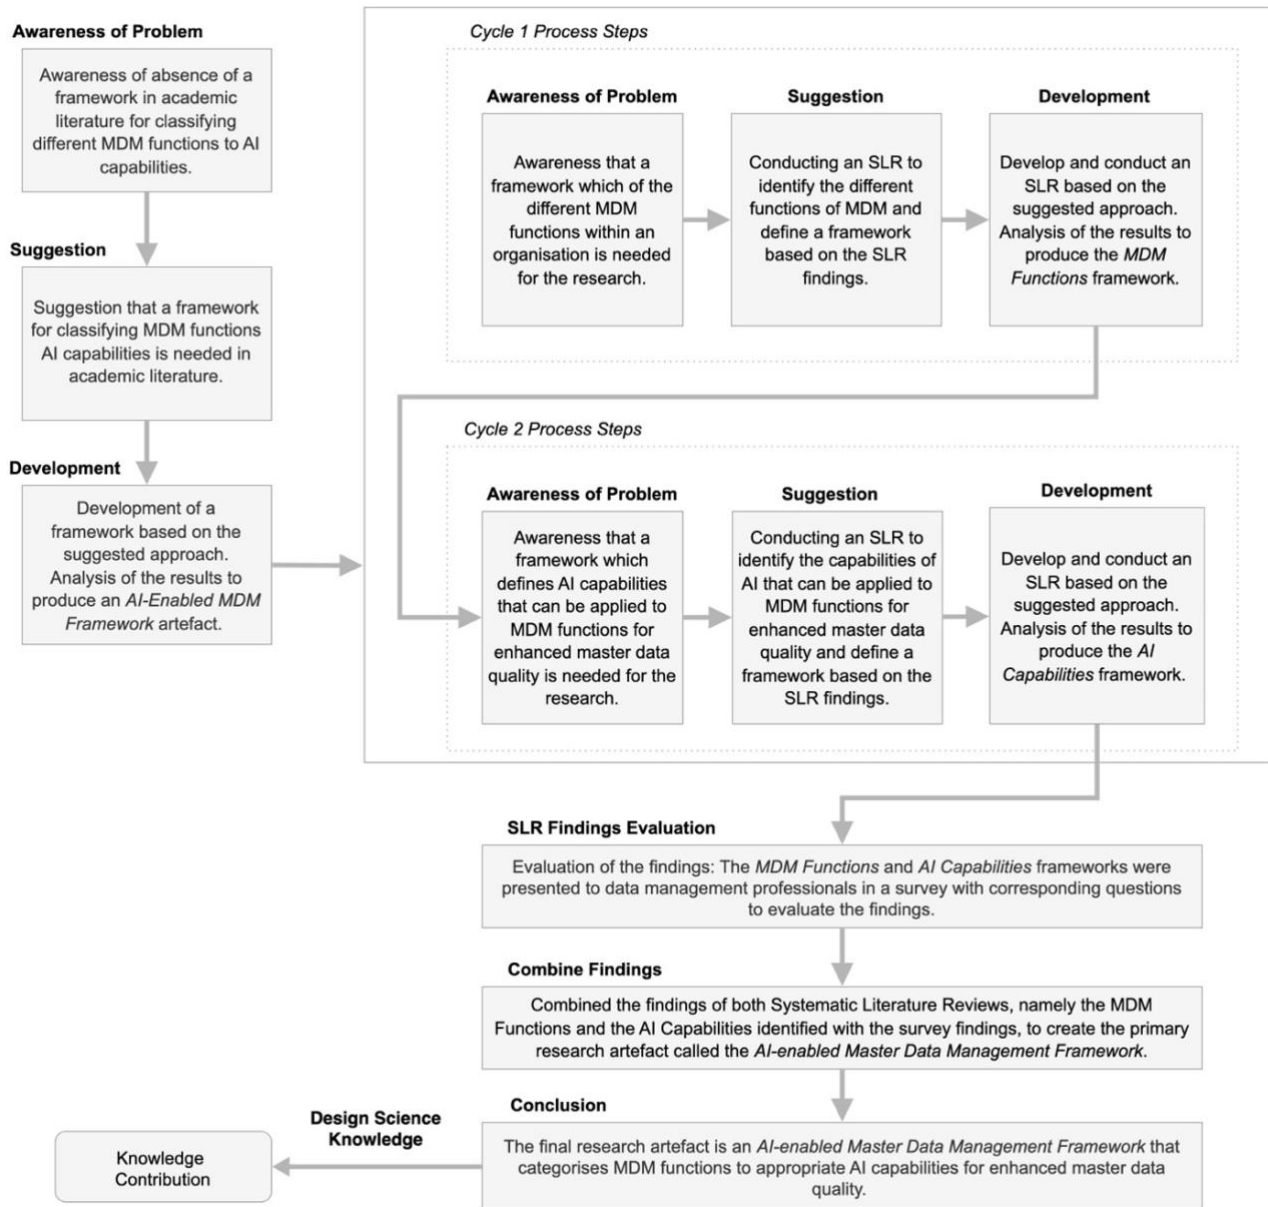 Awareness of Problem
Awareness of absence of a
framework in academic
literature for classifying
different MDM functions to AI
capabilities.
Suggestion
Suggestion that a framework
for classifying MDM functions
AI capabilities is needed in
academic literature.
Development
Development of a
framework based on the
suggested approach.
Analysis of the results to
produce an AI-Enabled MDM
Framework artefact.
Cycle 1 Process Steps
Awareness of Problem
Awareness that a
framework which of the
different MDM
functions within an
organisation is needed
for the research.
Suggestion
Conducting an SLR to
identify the different
functions of MDM and
define a framework
based on the SLR
findings.
Development
Develop and conduct an
SLR based on the
suggested approach.
Analysis of the results to
produce the MDM
Functions framework.
Cycle 2 Process Steps
Awareness of Problem
Awareness that a
framework which
defines AI capabilities
that can be applied to
MDM functions for
enhanced master data
quality is needed for the
research.
Suggestion
Conducting an SLR to
identify the capabilities of
AI that can be applied to
MDM functions for
enhanced master data
quality and define a
framework based on the
SLR findings.
Development
Develop and conduct an
SLR based on the
suggested approach.
Analysis of the results to
produce the AI
Capabilities framework.
SLR Findings Evaluation
Evaluation of the findings: The MDM Functions and AI Capabilities frameworks were
presented to data management professionals in a survey with corresponding questions
to evaluate the findings.
Combine Findings
Combined the findings of both Systematic Literature Reviews, namely the MDM
Functions and the AI Capabilities identified with the survey findings, to create the primary
research artefact called the AI-enabled Master Data Management Framework.
Conclusion
The final research artefact is an AI-enabled Master Data Management Framework that
categorises MDM functions to appropriate AI capabilities for enhanced master data
quality.
Design Science
Knowledge
Knowledge
Contribution